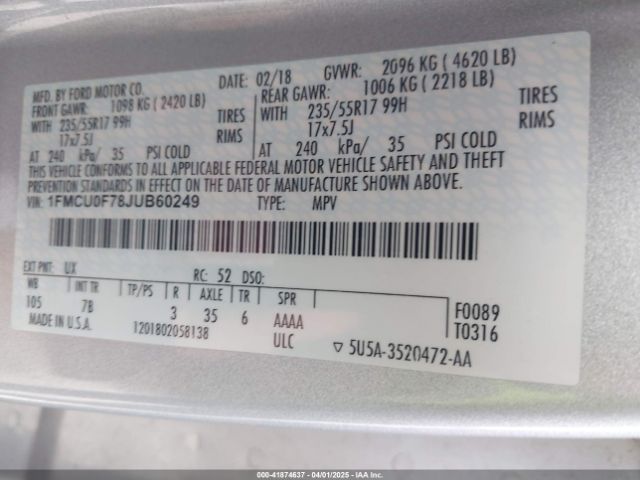 MFD. BY FORD MOTOR CO. DATE: 02/18 GVWR: 2096 KG ( 4620 LB)
FRONT GAWR: 1098 KG ( 2420 LB) REAR GAWR: 1006 KG ( 2218 LB)
WITH 235/55R17 99H TIRES WITH 235/55R17 99H TIRES
17x7.5J RIMS 17x7.5J RIMS
AT 240 kPa/ 35 PSI COLD AT 240 kPa/ 35 PSI COLD
THIS VEHICLE CONFORMS TO ALL APPLICABLE FEDERAL MOTOR VEHICLE SAFETY AND THEFT
PREVENTION STANDARDS IN EFFECT ON THE DATE OF MANUFACTURE SHOWN ABOVE.
VIN: 1FMCU0F78JUB60249 TYPE: MPV
EXT PNT: UX RC: 52 DSO:
WB INT TR TP/PS R AXLE TR SPR F0089
105 7B 3 35 6 AAAA T0316
MADE IN U.S.A. 1201802058138 ULC ▽ 5U5A-3520472-AA
000-41874637 - 04/01/2025 - IAA Inc.